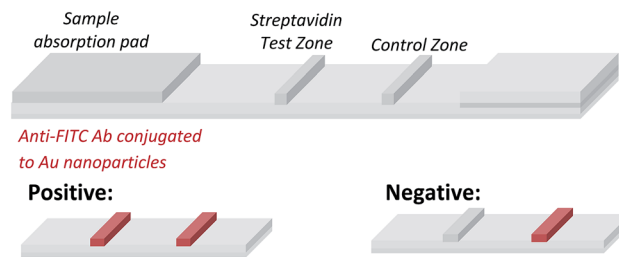 Sample
absorption pad
Streptavidin
Test Zone
Control Zone
Anti-FITC Ab conjugated
to Au nanoparticles
Positive:
Negative: